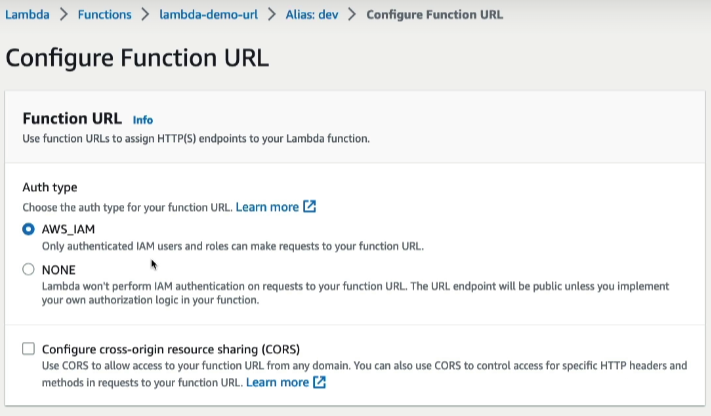 Lambda > Functions > lambda-demo-url > Alias: dev > Configure Function URL
Configure Function URL
Function URL Info
Use function URLs to assign HTTP(S) endpoints to your Lambda function.
Auth type
Choose the auth type for your function URL. Learn more
AWS_IAM
Only authenticated IAM users and roles can make requests to your function URL.
NONE
Lambda won't perform IAM authentication on requests to your function URL. The URL endpoint will be public unless you implement
your own authorization logic in your function.
Configure cross-origin resource sharing (CORS)
Use CORS to allow access to your function URL from any domain. You can also use CORS to control access for specific HTTP headers and
methods in requests to your function URL. Learn more